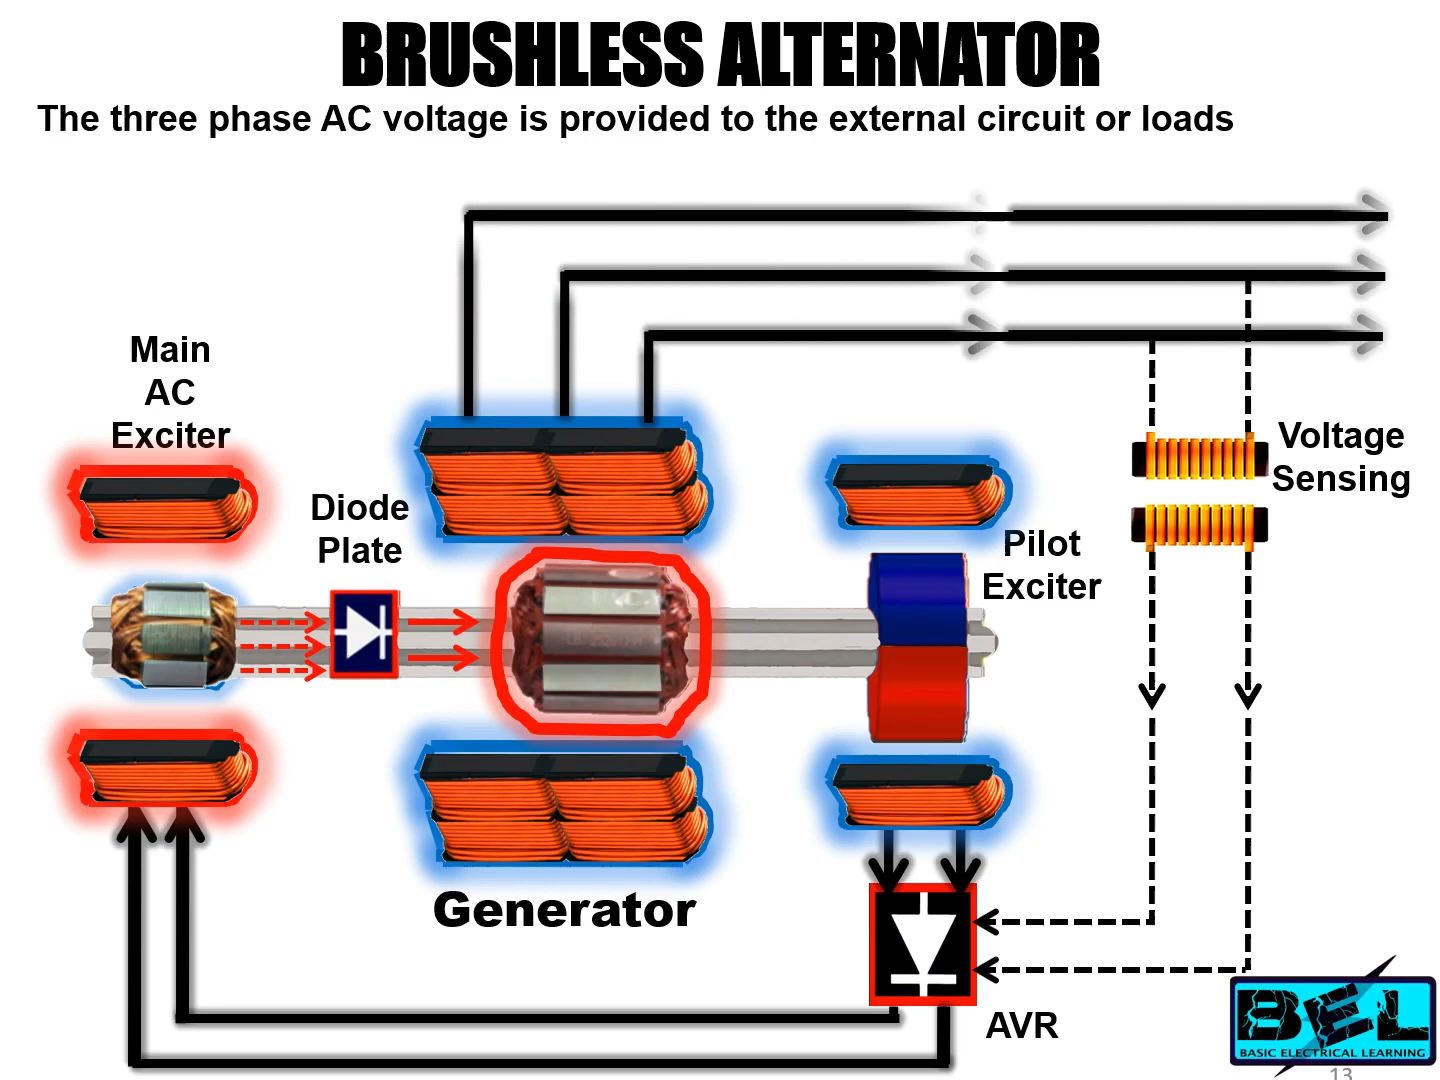 BRUSHLESS ALTERNATOR
The three phase AC voltage is provided to the external circuit or loads
Main
AC
Exciter
Diode
Plate
Voltage
Sensing
Pilot
Exciter
Generator
AVR
BEL
BASIC ELECTRICAL LEARNING
13